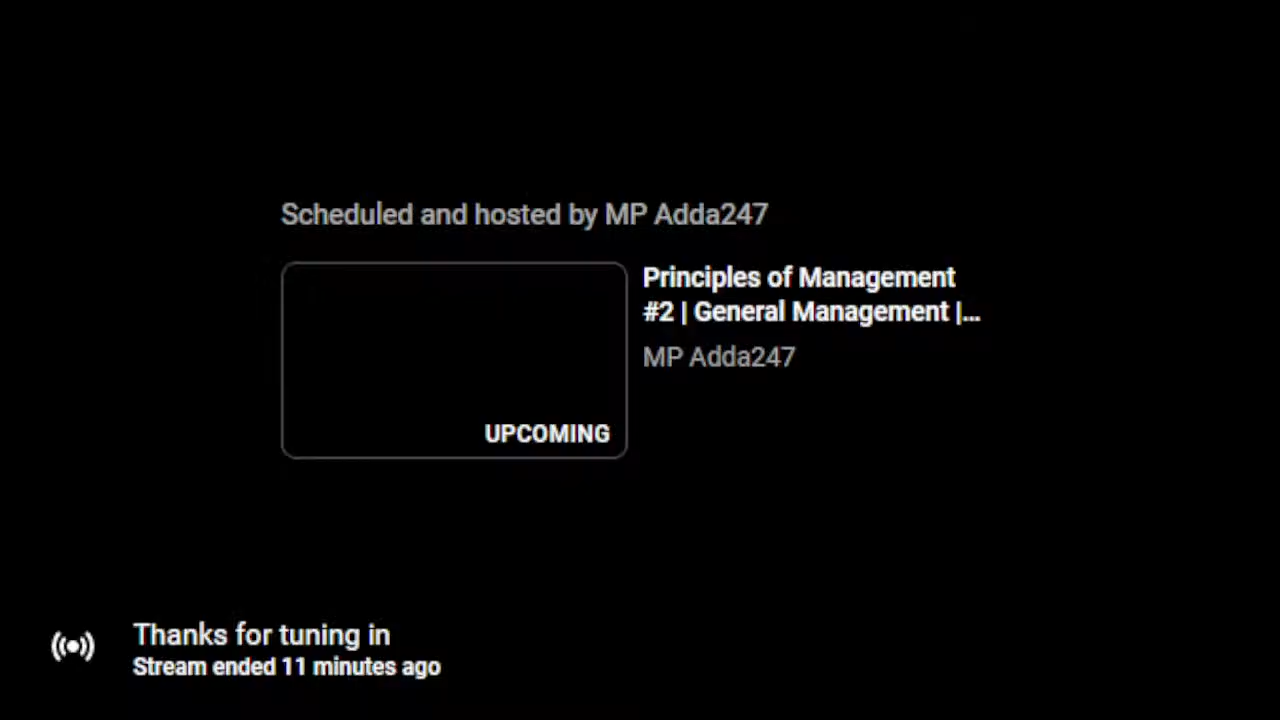 Scheduled and hosted by MP Adda247
Principles of Management
#2 | General Management |...
MP Adda247
UPCOMING
Thanks for tuning in
Stream ended 11 minutes ago